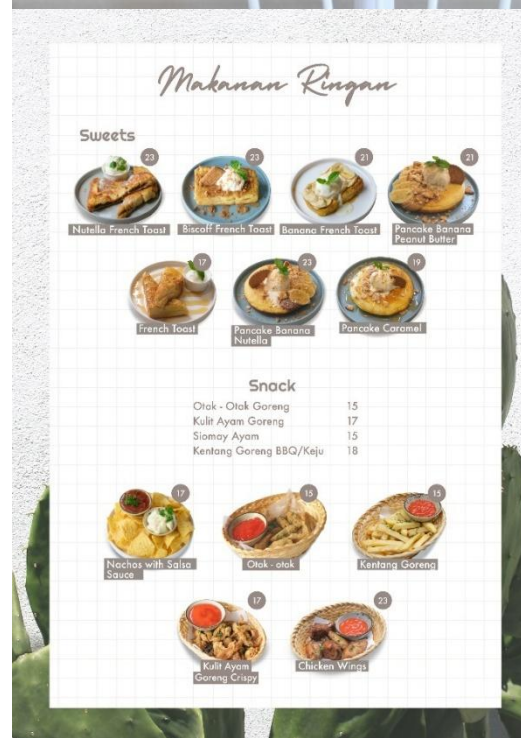 Makanan Ringan
Sweets
23
23
21
21
Nutella French Toast
Biscoff French Toast
Banana French Toast
Pancake Banana
Peanut Butter
17
23
19
French Toast
Pancake Banana
Nutella
Pancake Caramel
Snack
Otak - Otak Goreng 15
Kulit Ayam Goreng 17
Siomay Ayam 15
Kentang Goreng BBQ/Keju 18
17
15
15
Nachos with Salsa
Sauce
Otak - otak
Kentang Goreng
17
23
Kulit Ayam
Goreng Crispy
Chicken Wings